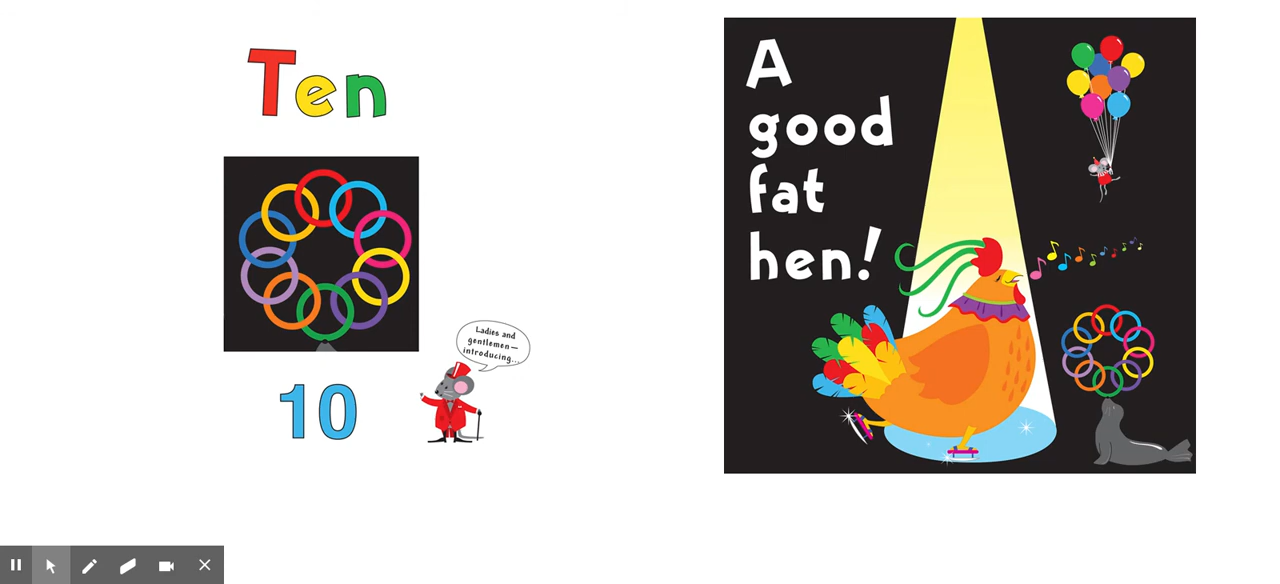 Ten
Ladies and
gentlemen—
introducing...
10
A
good
fat
hen!